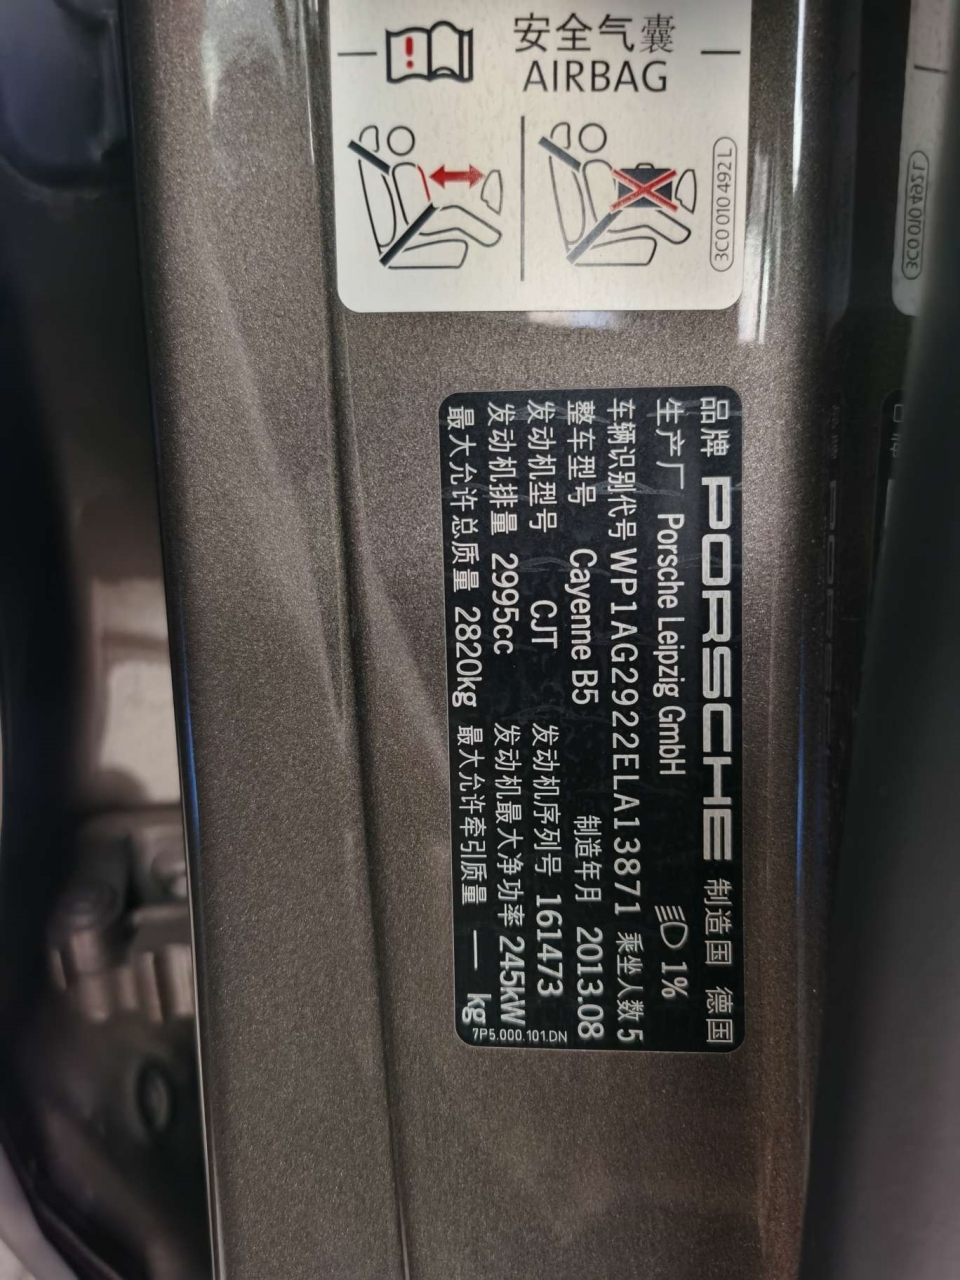 安全气囊
AIRBAG
3C0 010 492 L
品牌 PORSCHE 制造国 德国
生产厂 Porsche Leipzig GmbH 1%
车辆识别代号 WP1AG2922ELA13871 乘坐人数 5
整车型号 Cayenne B5 制造年月 2013.08
发动机型号 CJT 发动机序列号 161473
发动机排量 2995cc 发动机最大净功率 245kW
最大允许总质量 2820kg 最大允许牵引质量 — kg
7P5.000.101.DN